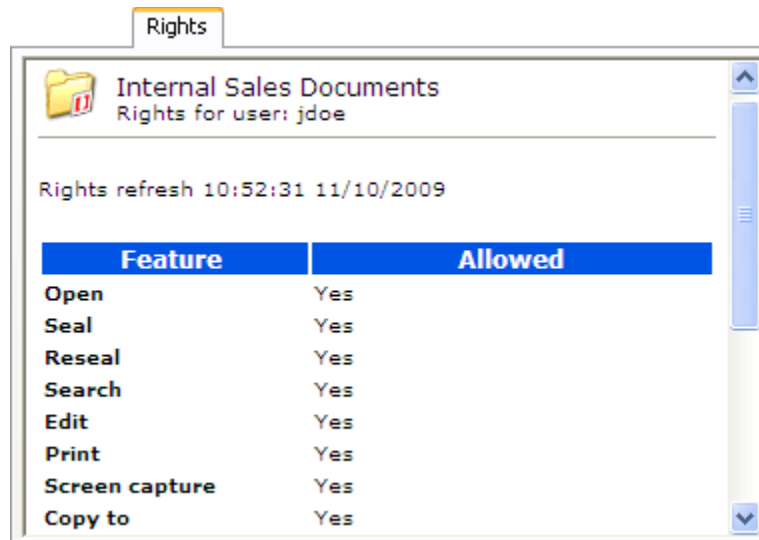 Rights
Internal Sales Documents
Rights for user: jdoe
Rights refresh 10:52:31 11/10/2009
Feature Allowed
Open Yes
Seal Yes
Reseal Yes
Search Yes
Edit Yes
Print Yes
Screen capture Yes
Copy to Yes